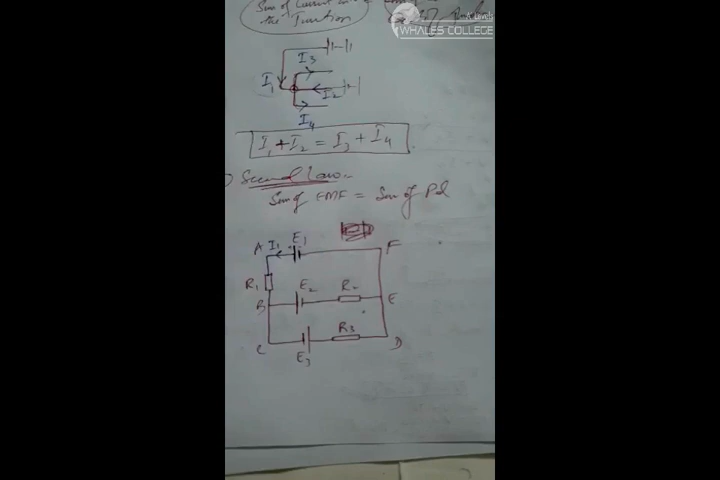 Sum of Current
the Junction
WHALES COLLEGE
I3
I1
I2
I4
I1 + I2 = I3 + I4
Second Law
Sum of EMF = Sum of Pd
A I1 E1 F
R1
B E2 R2 E
R3
C E3 D